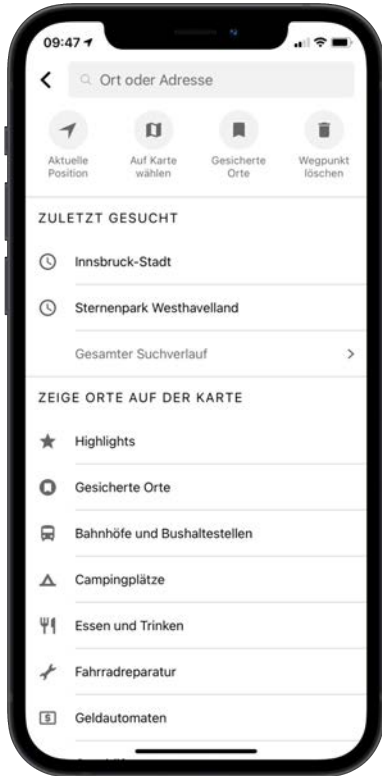 09:47
Ort oder Adresse
Aktuelle Auf Karte Gesicherte Wegpunkt
Position wählen Orte löschen
ZULETZT GESUCHT
Innsbruck-Stadt
Sternenpark Westhavelland
Gesamter Suchverlauf
ZEIGE ORTE AUF DER KARTE
Highlights
Gesicherte Orte
Bahnhöfe und Bushaltestellen
Campingplätze
Essen und Trinken
Fahrradreparatur
Geldautomaten